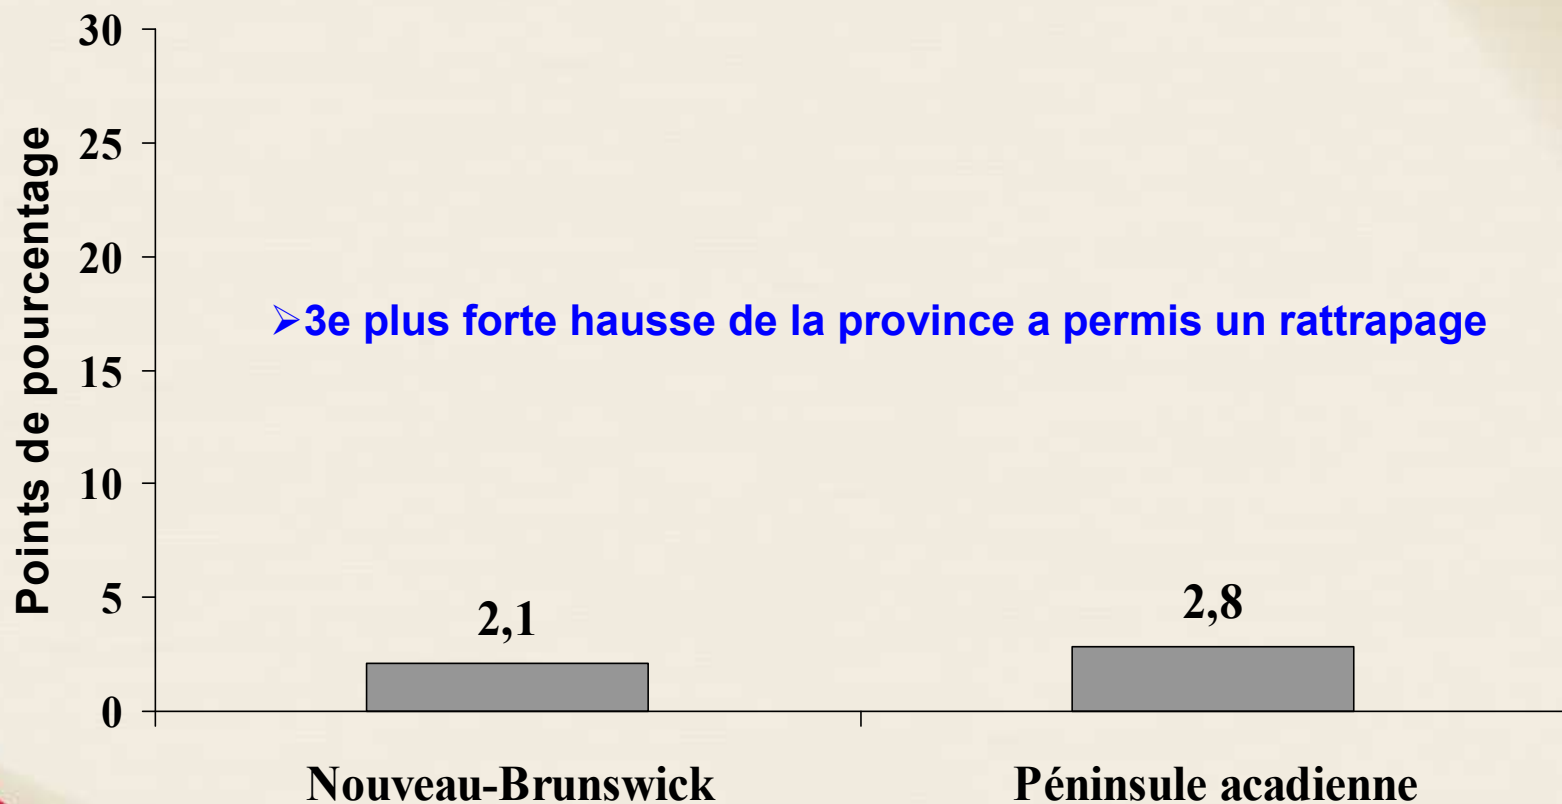 Points de pourcentage
30
25
20
15
10
5
0
➢3e plus forte hausse de la province a permis un rattrapage
2,1
2,8
Nouveau-Brunswick
Péninsule acadienne